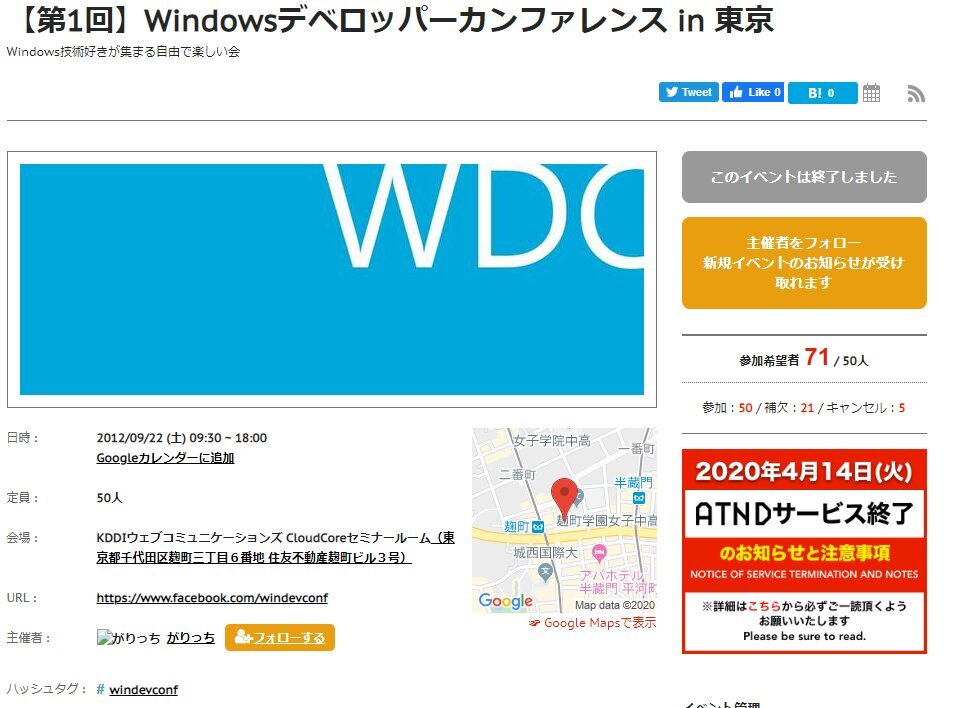 【第1回】Windowsデベロッパーカンファレンス in 東京
Windows技術好きが集まる自由で楽しい会
Tweet
Like 0
B! 0
WDC
このイベントは終了しました
主催者をフォロー
新規イベントのお知らせが受け
取れます
参加希望者 71 / 50人
参加：50 / 補欠：21 / キャンセル：5
日時：
2012/09/22 (土) 09:30 ~ 18:00
Googleカレンダーに追加
定員：
50人
会場：
KDDIウェブコミュニケーションズ CloudCoreセミナールーム（東
京都千代田区麹町三丁目６番地 住友不動産麹町ビル３号）
URL：
https://www.facebook.com/windevconf
主催者：
がりっち がりっち フォローする
ハッシュタグ：
# windevconf
女子学院中高
一番町
二番町
半蔵門
麹町
麹町学園女子中高
城西国際大
アパホテル
半蔵門 平河町
Google
Map data ©2020
Google Mapsで表示
2020年4月14日(火)
ATNDサービス終了
のお知らせと注意事項
NOTICE OF SERVICE TERMINATION AND NOTES
※詳細はこちらから必ずご一読頂くよう
お願いいたします
Please be sure to read.
イベント管理